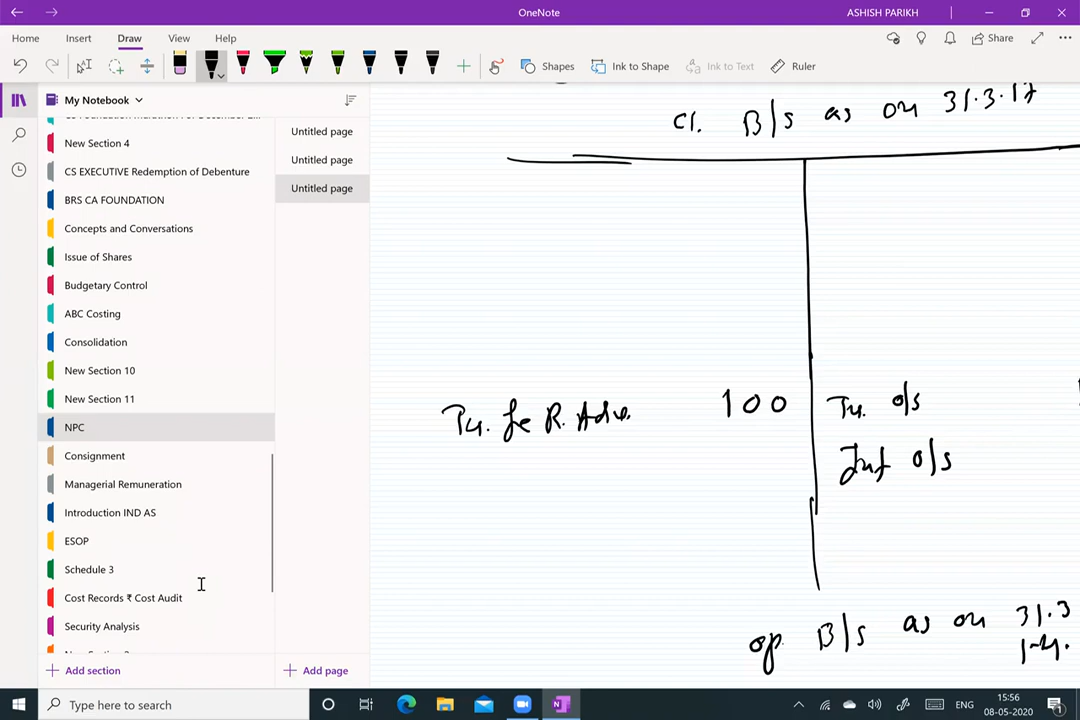 OneNote
ASHISH PARIKH
Home Insert Draw View Help
Share
Shapes
Ink to Shape
Ink to Text
Ruler
My Notebook
New Section 4
CS EXECUTIVE Redemption of Debenture
BRS CA FOUNDATION
Concepts and Conversations
Issue of Shares
Budgetary Control
ABC Costing
Consolidation
New Section 10
New Section 11
NPC
Consignment
Managerial Remuneration
Introduction IND AS
ESOP
Schedule 3
Cost Records ₹ Cost Audit
Security Analysis
Add section
Untitled page
Untitled page
Untitled page
Add page
Cl. B/s as on 31.3.17
R. Adv. 100
o/s
o/s
op B/s as on 31.3
1-4.
Type here to search
ENG
15:56
08-05-2020